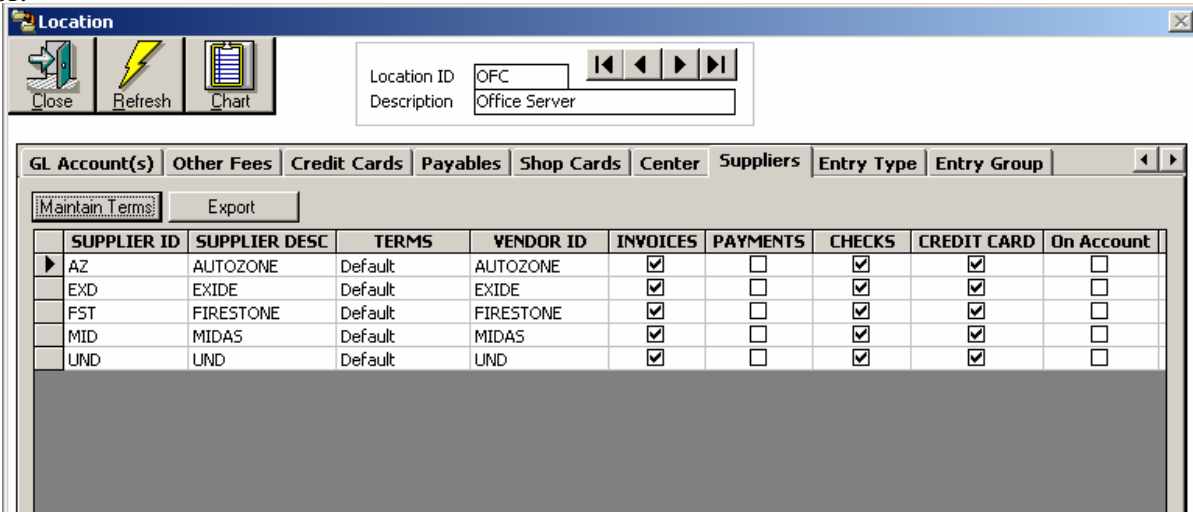 Location
Close Refresh Chart
Location ID OFC
Description Office Server
GL Account(s) Other Fees Credit Cards Payables Shop Cards Center Suppliers Entry Type Entry Group
Maintain Terms Export
SUPPLIER ID SUPPLIER DESC TERMS VENDOR ID INVOICES PAYMENTS CHECKS CREDIT CARD On Account
AZ AUTOZONE Default AUTOZONE
EXD EXIDE Default EXIDE
FST FIRESTONE Default FIRESTONE
MID MIDAS Default MIDAS
UND UND Default UND